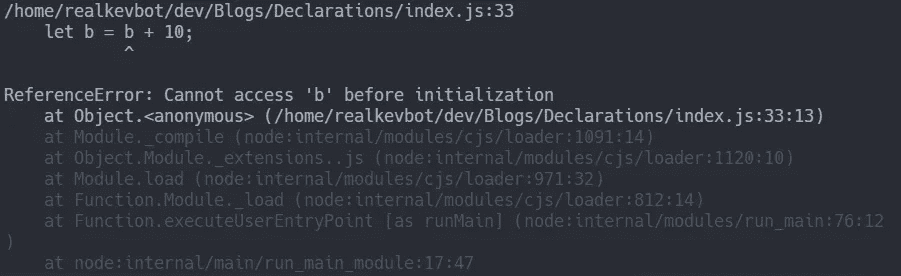 /home/realkevbot/dev/Blogs/Declarations/index.js:33
    let b = b + 10;
            ^
ReferenceError: Cannot access 'b' before initialization
    at Object.<anonymous> (/home/realkevbot/dev/Blogs/Declarations/index.js:33:13)
    at Module._compile (node:internal/modules/cjs/loader:1091:14)
    at Object.Module._extensions..js (node:internal/modules/cjs/loader:1120:10)
    at Module.load (node:internal/modules/cjs/loader:971:32)
    at Function.Module._load (node:internal/modules/cjs/loader:812:14)
    at Function.executeUserEntryPoint [as runMain] (node:internal/modules/run_main:76:12
)
    at node:internal/main/run_main_module:17:47